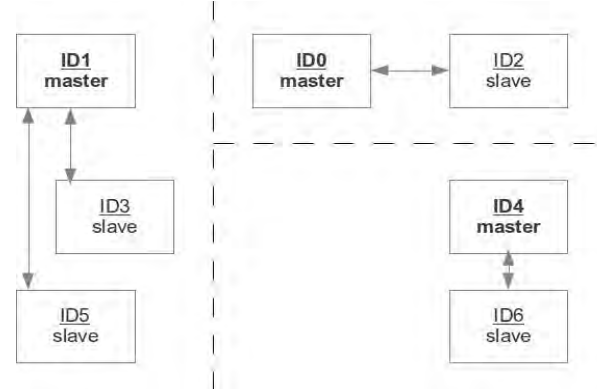 ID1
master
ID0
master
ID2
slave
ID3
slave
ID4
master
ID5
slave
ID6
slave